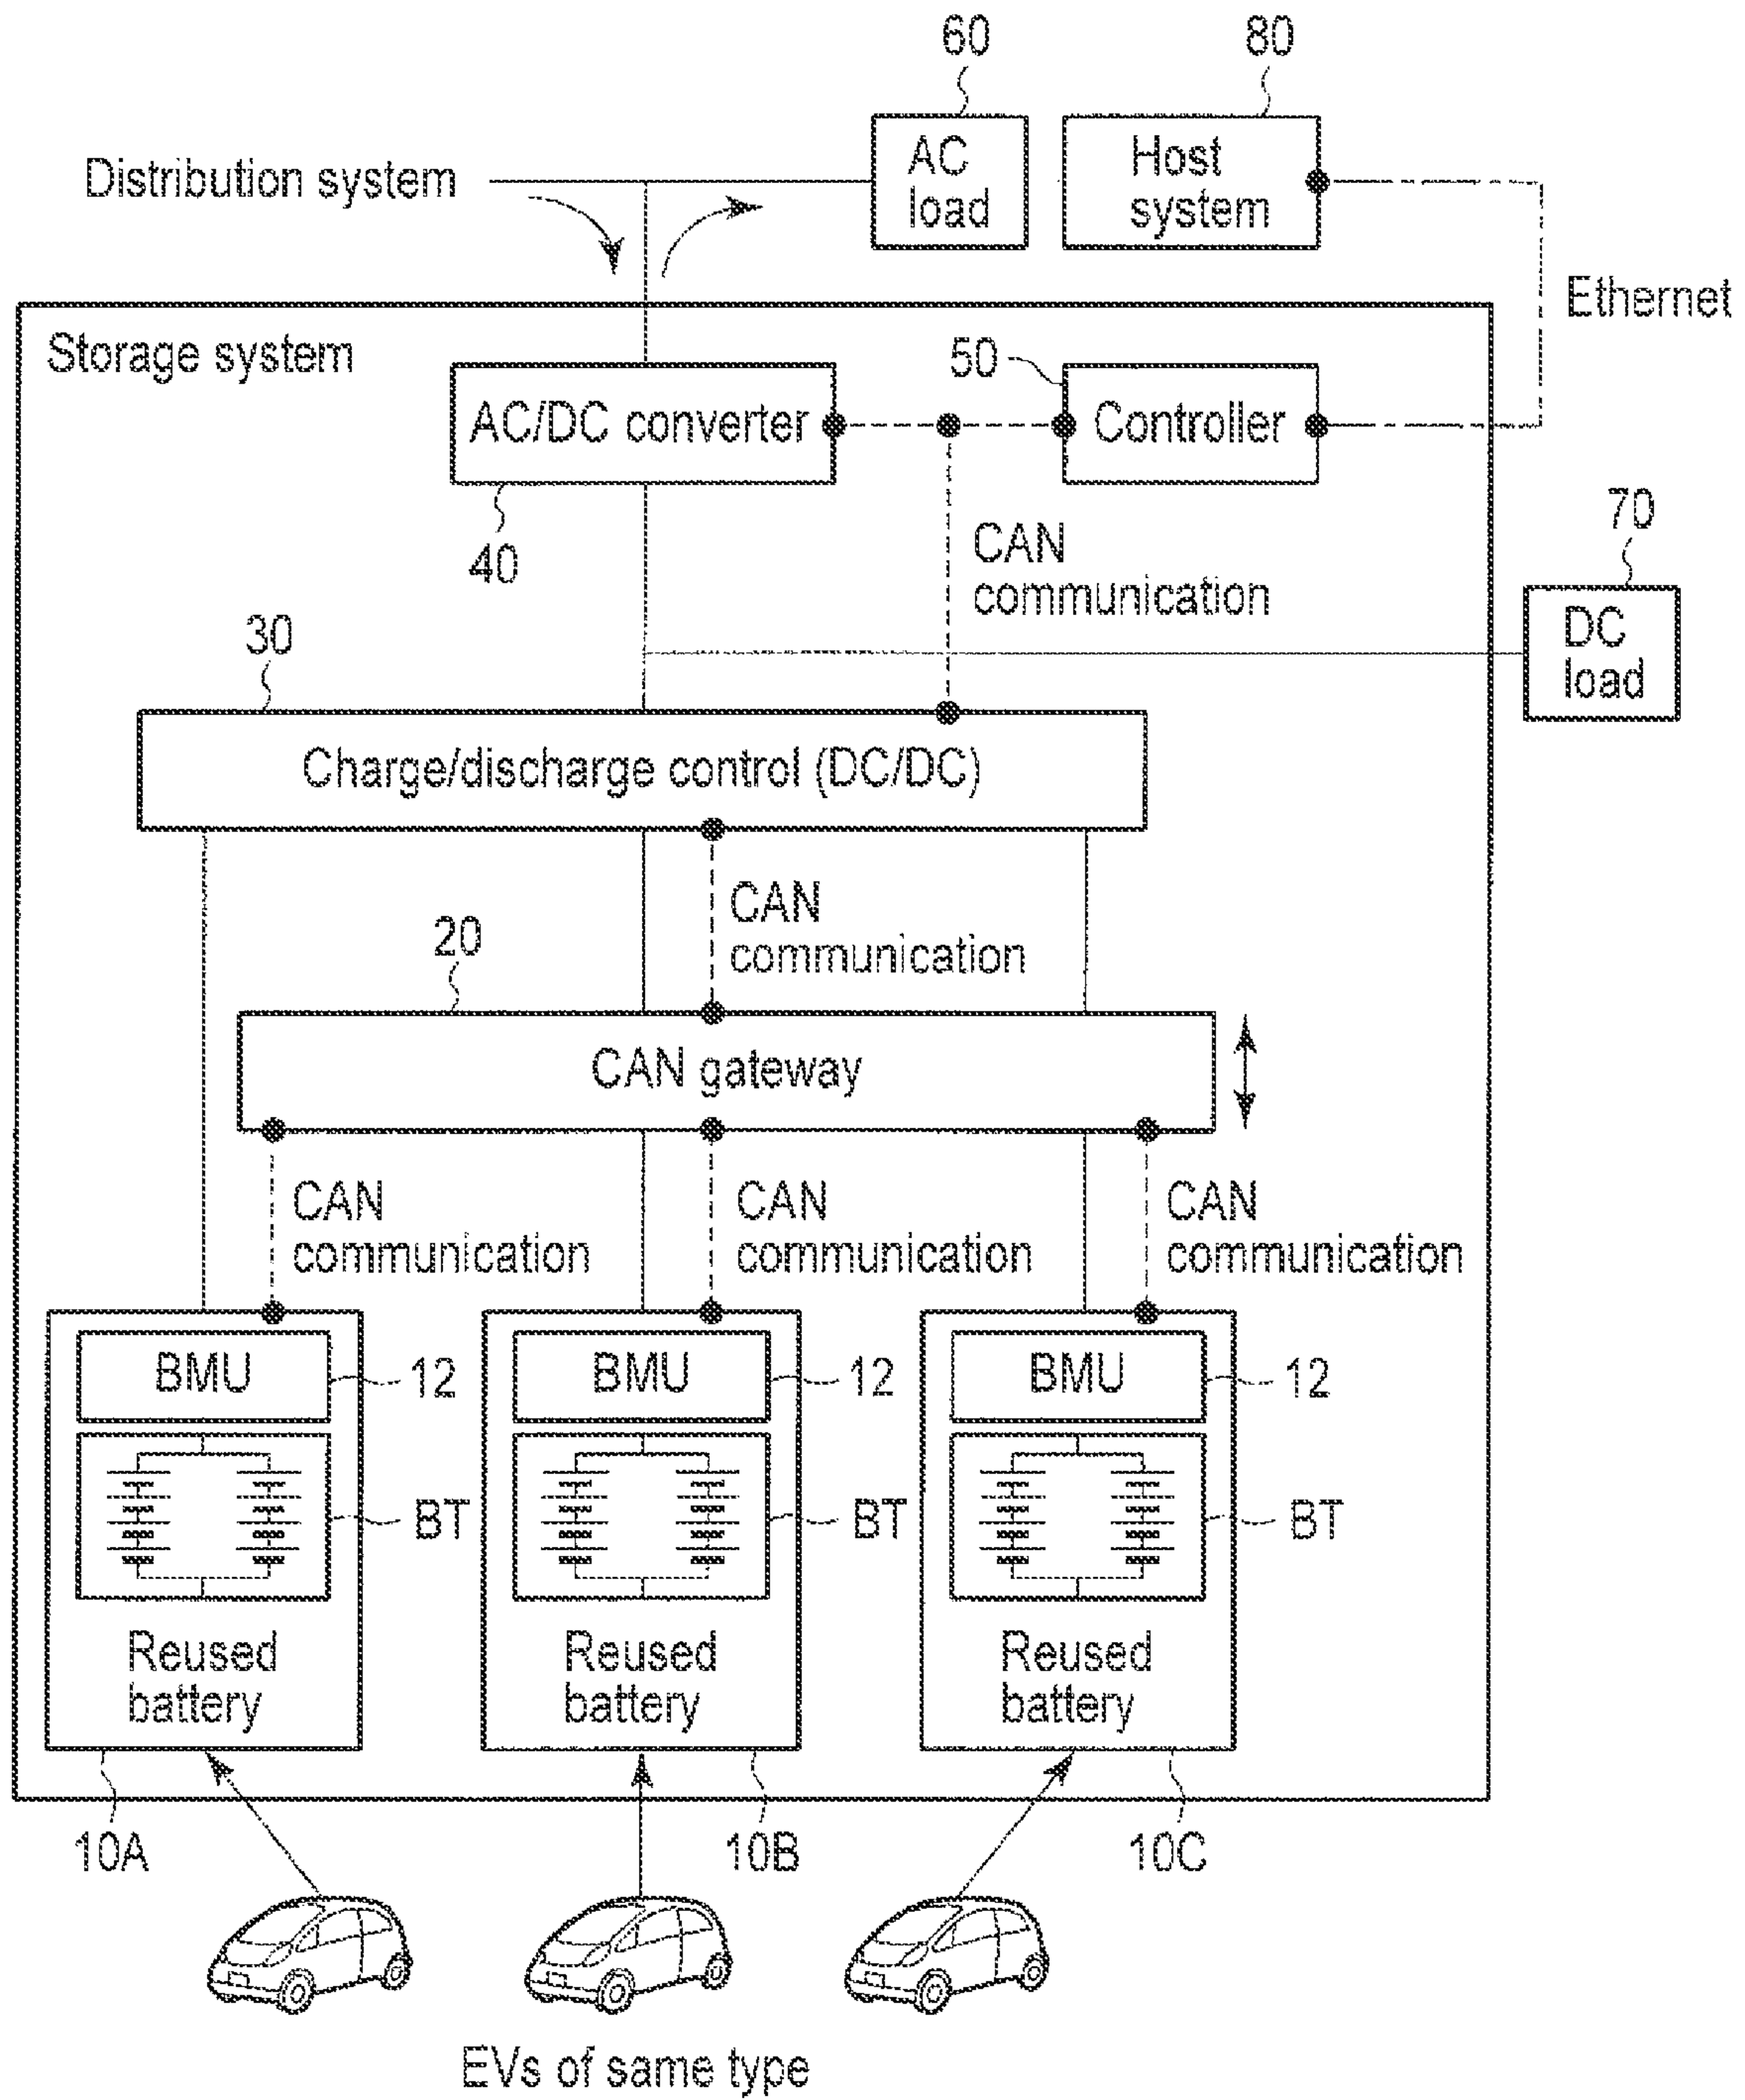 60
80
AC
load
Host
system
Distribution system
Ethernet
Storage system
50
AC/DC converter
Controller
40
CAN
communication
70
DC
load
30
Charge/discharge control (DC/DC)
CAN
communication
20
CAN gateway
CAN
communication
CAN
communication
CAN
communication
BMU
12
BMU
12
BMU
12
BT
BT
BT
Reused
battery
Reused
battery
Reused
battery
10A
10B
10C
EVs of same type